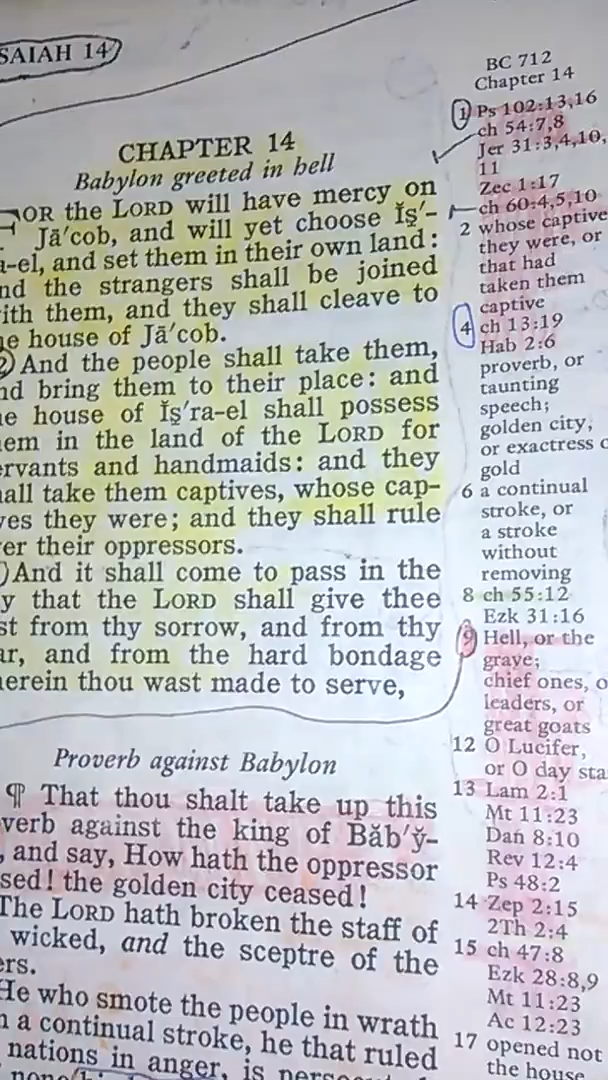 SAIAH 14
CHAPTER 14
Babylon greeted in hell
FOR the LORD will have mercy on
Jā′cob, and will yet choose Ĭş′-
a-el, and set them in their own land:
nd the strangers shall be joined
ith them, and they shall cleave to
e house of Jā′cob.
2 And the people shall take them,
nd bring them to their place: and
e house of Ĭş′ra-el shall possess
em in the land of the LORD for
ervants and handmaids: and they
all take them captives, whose cap-
ves they were; and they shall rule
er their oppressors.
) And it shall come to pass in the
y that the LORD shall give thee
st from thy sorrow, and from thy
ar, and from the hard bondage
herein thou wast made to serve,
Proverb against Babylon
¶ That thou shalt take up this
verb against the king of Băb′y̆-
, and say, How hath the oppressor
sed! the golden city ceased!
The LORD hath broken the staff of
wicked, and the sceptre of the
ers.
He who smote the people in wrath
h a continual stroke, he that ruled
nations in anger, is
BC 712
Chapter 14
1 Ps 102:13,16
ch 54:7,8
Jer 31:3,4,10,
11
Zec 1:17
ch 60:4,5,10
2 whose captive
they were, or
that had
taken them
captive
4 ch 13:19
Hab 2:6
proverb, or
taunting
speech;
golden city,
or exactress o
gold
6 a continual
stroke, or
a stroke
without
removing
8 ch 55:12
Ezk 31:16
9 Hell, or the
grave;
chief ones, o
leaders, or
great goats
12 O Lucifer,
or O day sta
13 Lam 2:1
Mt 11:23
Dan 8:10
Rev 12:4
Ps 48:2
14 Zep 2:15
2Th 2:4
15 ch 47:8
Ezk 28:8,9
Mt 11:23
Ac 12:23
17 opened not
the house